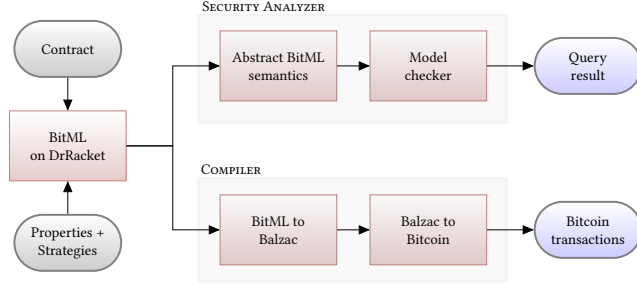 SECURITY ANALYZER
Contract
Abstract BitML
semantics
Model
checker
Query
result
BitML
on DrRacket
COMPILER
Properties +
Strategies
BitML to
Balzac
Balzac to
Bitcoin
Bitcoin
transactions